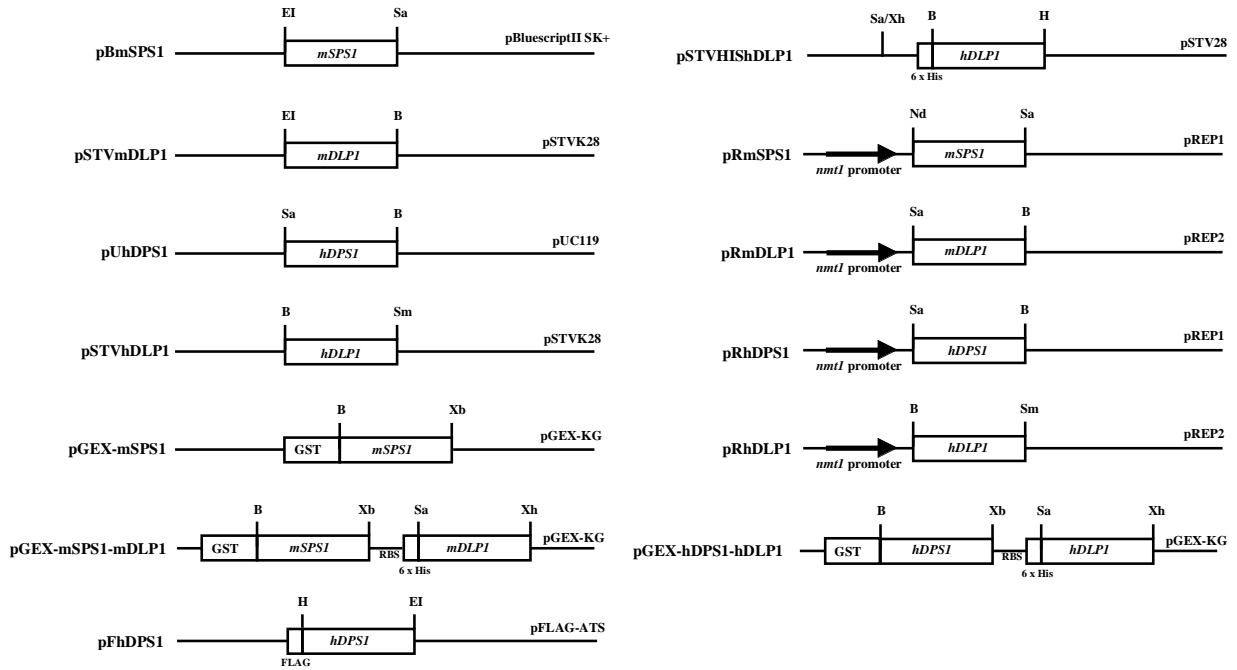 EI Sa
pBmSPS1 mSPS1 pBluescriptII SK+
EI B
pSTVmDLP1 mDLP1 pSTVK28
Sa B
pUhDPS1 hDPS1 pUC119
B Sm
pSTVhDLP1 hDLP1 pSTVK28
B Xb
pGEX-mSPS1 GST mSPS1 pGEX-KG
B Xb Sa Xh
pGEX-mSPS1-mDLP1 GST mSPS1 RBS mDLP1 pGEX-KG
6 x His
H EI
pFhDPS1 hDPS1 pFLAG-ATS
FLAG
Sa/Xh B H
pSTVHIShDLP1 hDLP1 pSTV28
6 x His
Nd Sa
pRmSPS1 mSPS1 pREP1
nmt1 promoter
Sa B
pRmDLP1 mDLP1 pREP2
nmt1 promoter
Sa B
pRhDPS1 hDPS1 pREP1
nmt1 promoter
B Sm
pRhDLP1 hDLP1 pREP2
nmt1 promoter
B Xb Sa Xh
pGEX-hDPS1-hDLP1 GST hDPS1 RBS hDLP1 pGEX-KG
6 x His